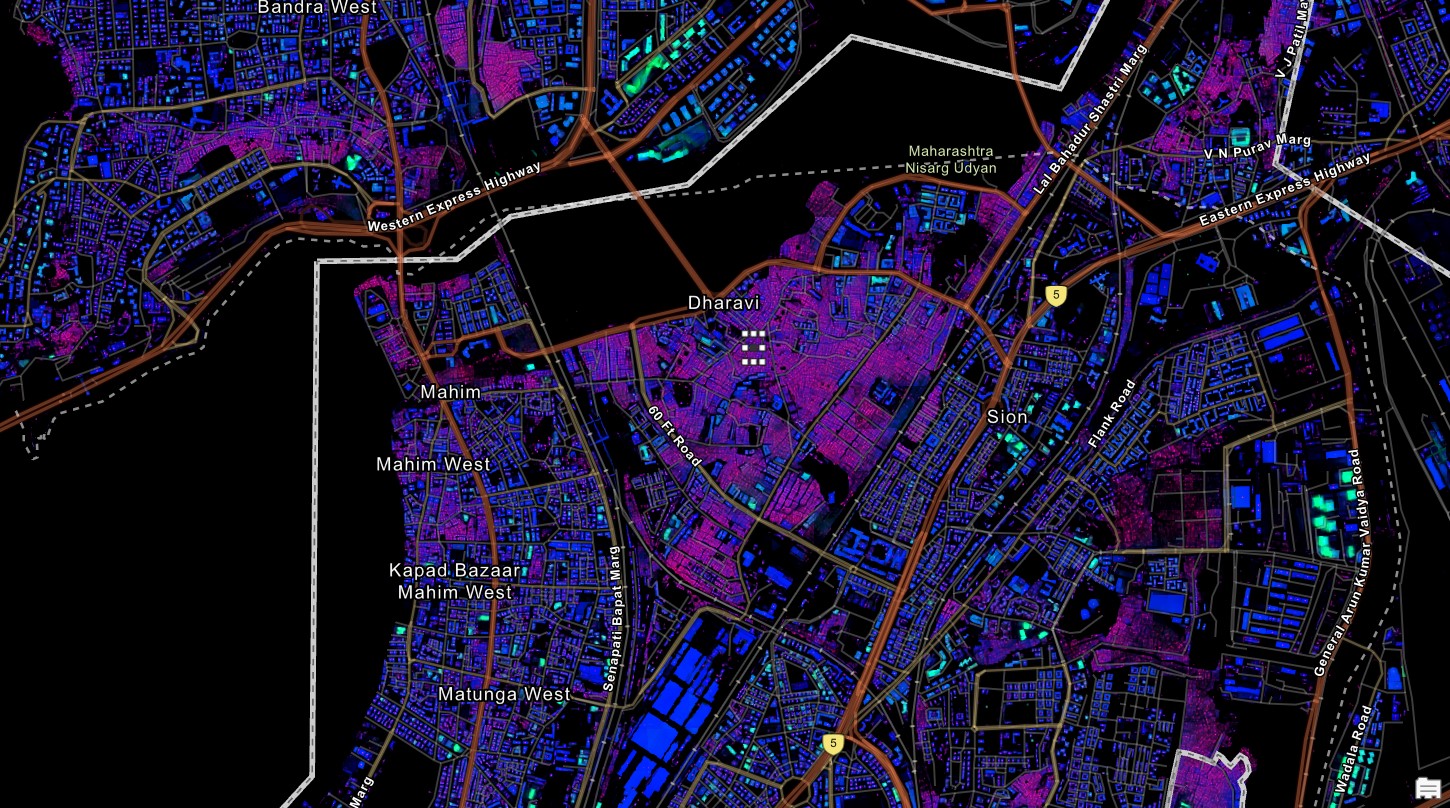 Bandra West
V J Patil Ma
Lal Bahadur Shastri Marg
Maharashtra
Nisarg Udyan
V N Purav Marg
Western Express Highway
Eastern Express Highway
5
Dharavi
Mahim
60 Ft Road
Sion
Flank Road
Mahim West
Kapad Bazaar
Mahim West
Senapati Bapat Marg
General Arun Kumar Vaidya Road
Matunga West
5
Wadala Road
Marg